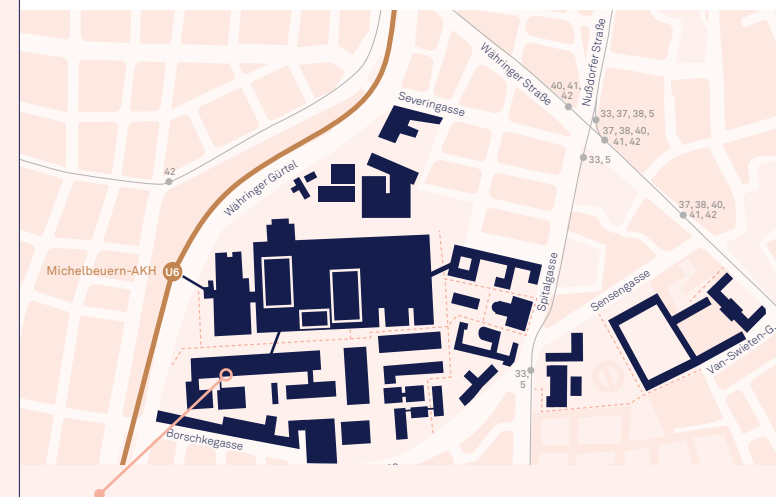 Währinger Straße
Nußdorfer Straße
40, 41,
42
Severingasse
33, 37, 38, 5
37, 38, 40,
41, 42
33, 5
42
Währinger Gürtel
37, 38, 40,
41, 42
Michelbeuern-AKH
U6
Spitalgasse
Sensengasse
Van-Swieten-G.
33,
5
Borschkegasse